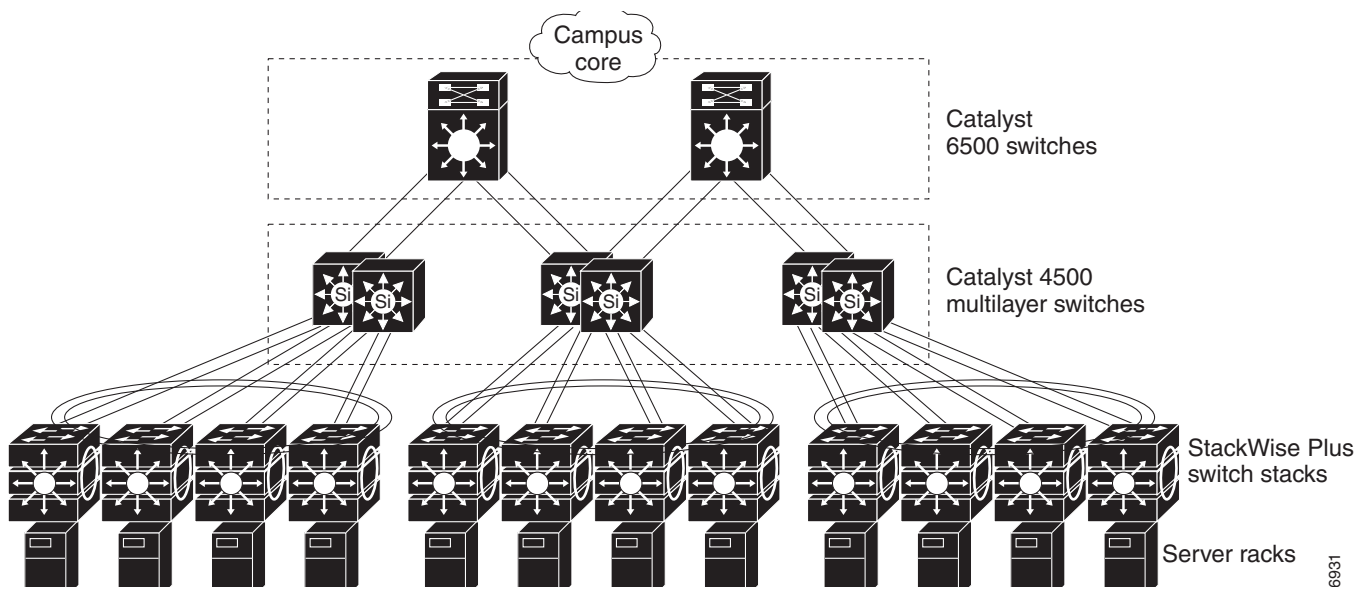 Campus
core
Catalyst
6500 switches
Si
Si
Si
Si
Si
Si
Catalyst 4500
multilayer switches
StackWise Plus
switch stacks
Server racks
6931